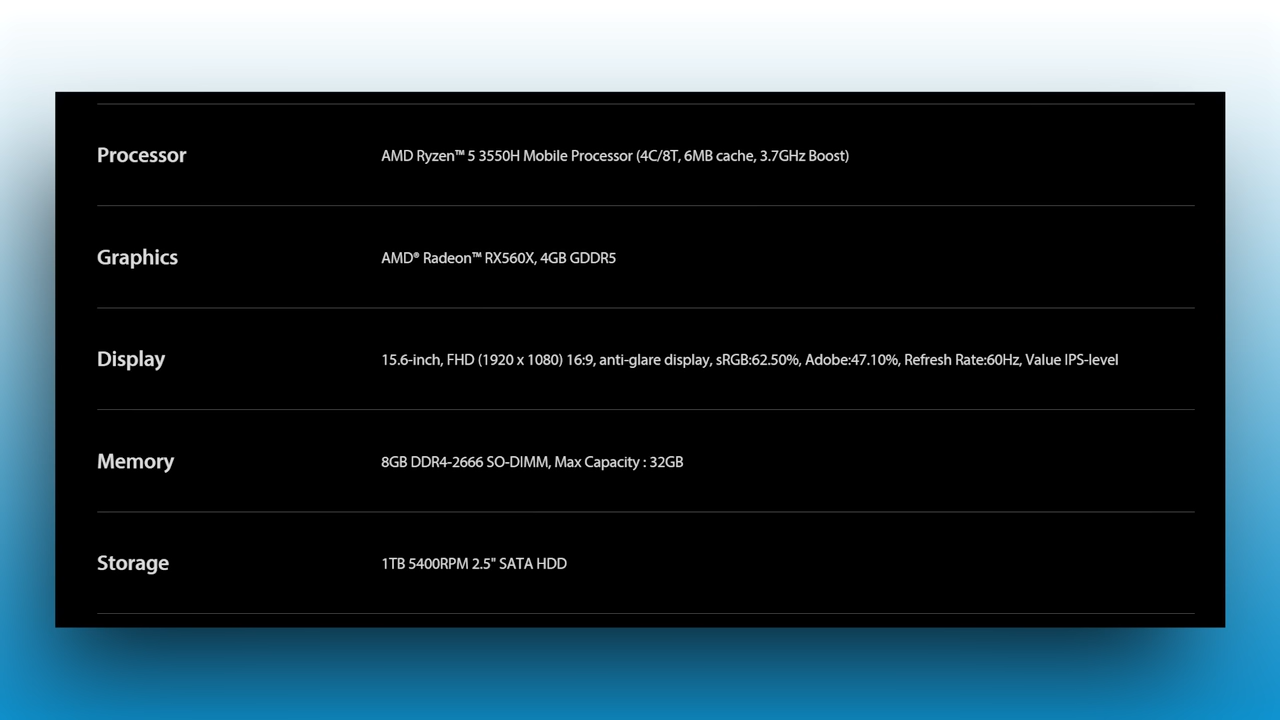 Processor AMD Ryzen™ 5 3550H Mobile Processor (4C/8T, 6MB cache, 3.7GHz Boost)
Graphics AMD® Radeon™ RX560X, 4GB GDDR5
Display 15.6-inch, FHD (1920 x 1080) 16:9, anti-glare display, sRGB:62.50%, Adobe:47.10%, Refresh Rate:60Hz, Value IPS-level
Memory 8GB DDR4-2666 SO-DIMM, Max Capacity : 32GB
Storage 1TB 5400RPM 2.5" SATA HDD